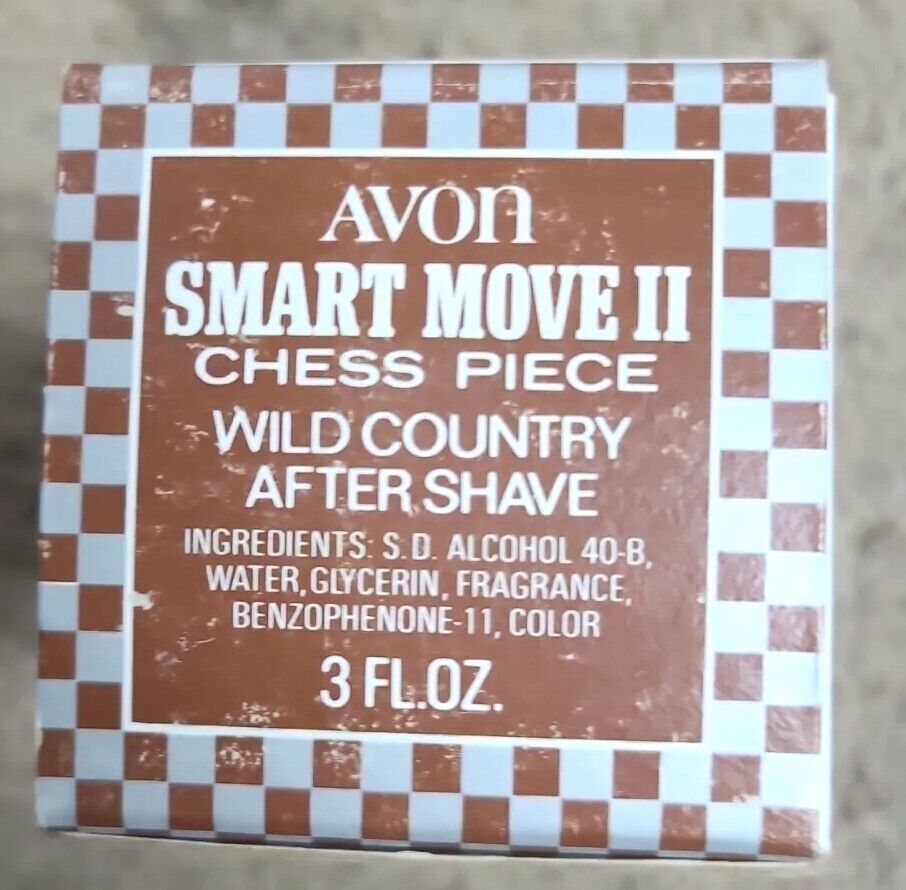 AVON
SMART MOVE II
CHESS PIECE
WILD COUNTRY
AFTER SHAVE
INGREDIENTS: S.D. ALCOHOL 40-B,
WATER, GLYCERIN, FRAGRANCE,
BENZOPHENONE-11, COLOR
3 FL.OZ.